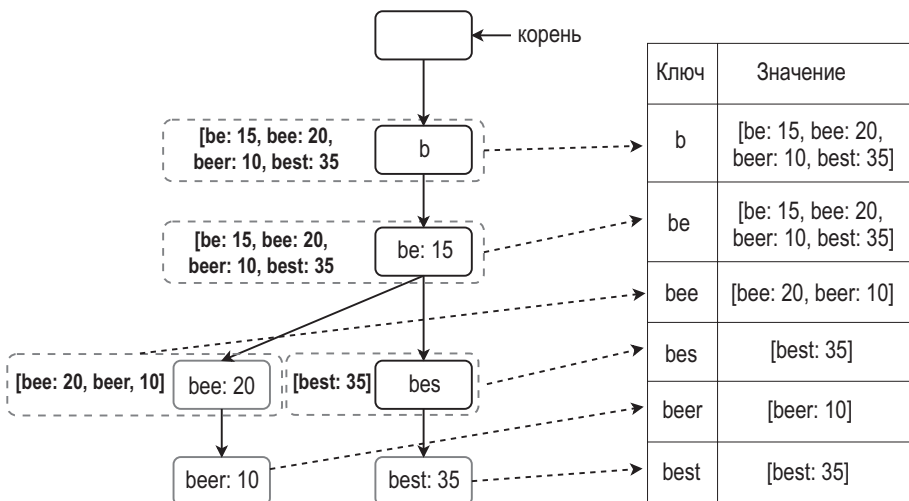 корень
[be: 15, bee: 20,
beer: 10, best: 35
b
[be: 15, bee: 20,
beer: 10, best: 35
be: 15
[bee: 20, beer, 10]
bee: 20
[best: 35]
bes
beer: 10
best: 35
Ключ Значение
b [be: 15, bee: 20,
beer: 10, best: 35]
be [be: 15, bee: 20,
beer: 10, best: 35]
bee [bee: 20, beer: 10]
bes [best: 35]
beer [beer: 10]
best [best: 35]